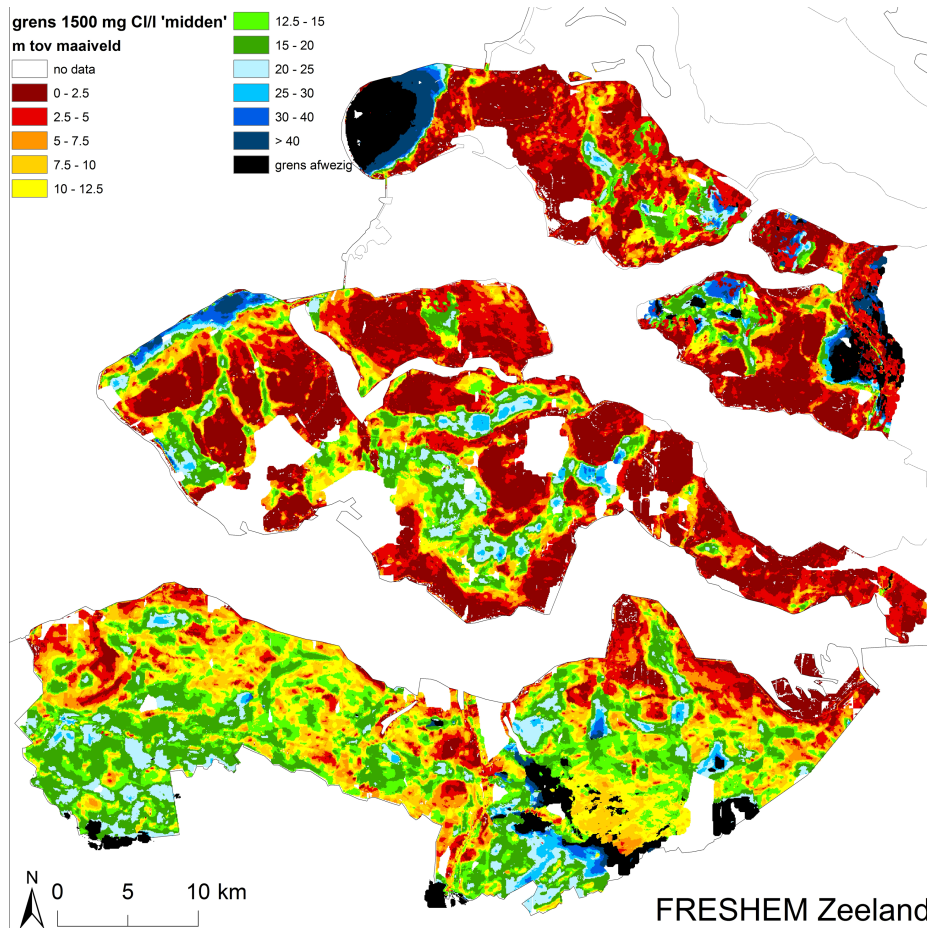 grens 1500 mg Cl/l 'midden'
m tov maaiveld
no data
0 - 2.5
2.5 - 5
5 - 7.5
7.5 - 10
10 - 12.5
12.5 - 15
15 - 20
20 - 25
25 - 30
30 - 40
> 40
grens afwezig
N
0 5 10 km
FRESHEM Zeeland